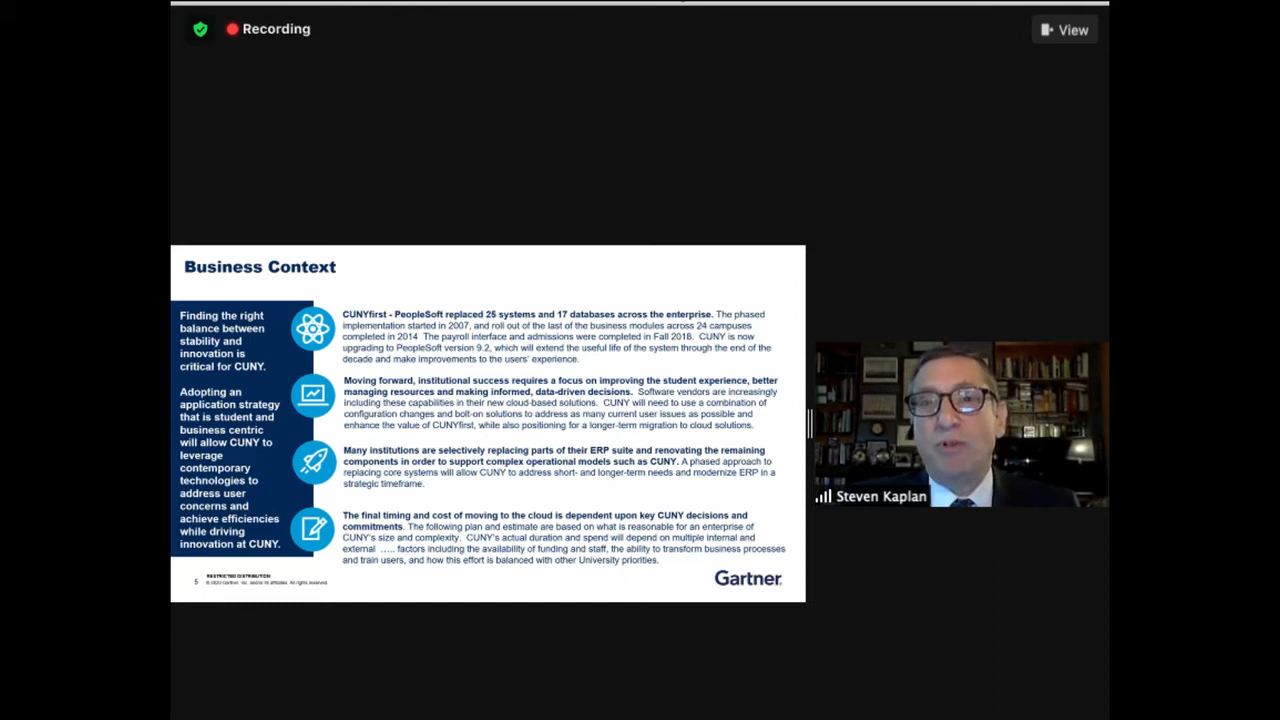 Recording
View
Business Context
Finding the right
balance between
stability and
innovation is
critical for CUNY.
Adopting an
application strategy
that is student and
business centric
will allow CUNY to
leverage
contemporary
technologies to
address user
concerns and
achieve efficiencies
while driving
innovation at CUNY.
CUNYfirst - PeopleSoft replaced 25 systems and 17 databases across the enterprise. The phased
implementation started in 2007, and roll out of the last of the business modules across 24 campuses
completed in 2014 The payroll interface and admissions were completed in Fall 2018. CUNY is now
upgrading to PeopleSoft version 9.2, which will extend the useful life of the system through the end of the
decade and make improvements to the users' experience.
Moving forward, institutional success requires a focus on improving the student experience, better
managing resources and making informed, data-driven decisions. Software vendors are increasingly
including these capabilities in their new cloud-based solutions. CUNY will need to use a combination of
configuration changes and bolt-on solutions to address as many current user issues as possible and
enhance the value of CUNYfirst, while also positioning for a longer-term migration to cloud solutions.
Many institutions are selectively replacing parts of their ERP suite and renovating the remaining
components in order to support complex operational models such as CUNY. A phased approach to
replacing core systems will allow CUNY to address short- and longer-term needs and modernize ERP in a
strategic timeframe.
The final timing and cost of moving to the cloud is dependent upon key CUNY decisions and
commitments. The following plan and estimate are based on what is reasonable for an enterprise of
CUNY's size and complexity. CUNY's actual duration and spend will depend on multiple internal and
external ..... factors including the availability of funding and staff, the ability to transform business processes
and train users, and how this effort is balanced with other University priorities.
5
RESTRICTED DISTRIBUTION
© 2020 Gartner, Inc. and/or its affiliates. All rights reserved.
Gartner
Steven Kaplan